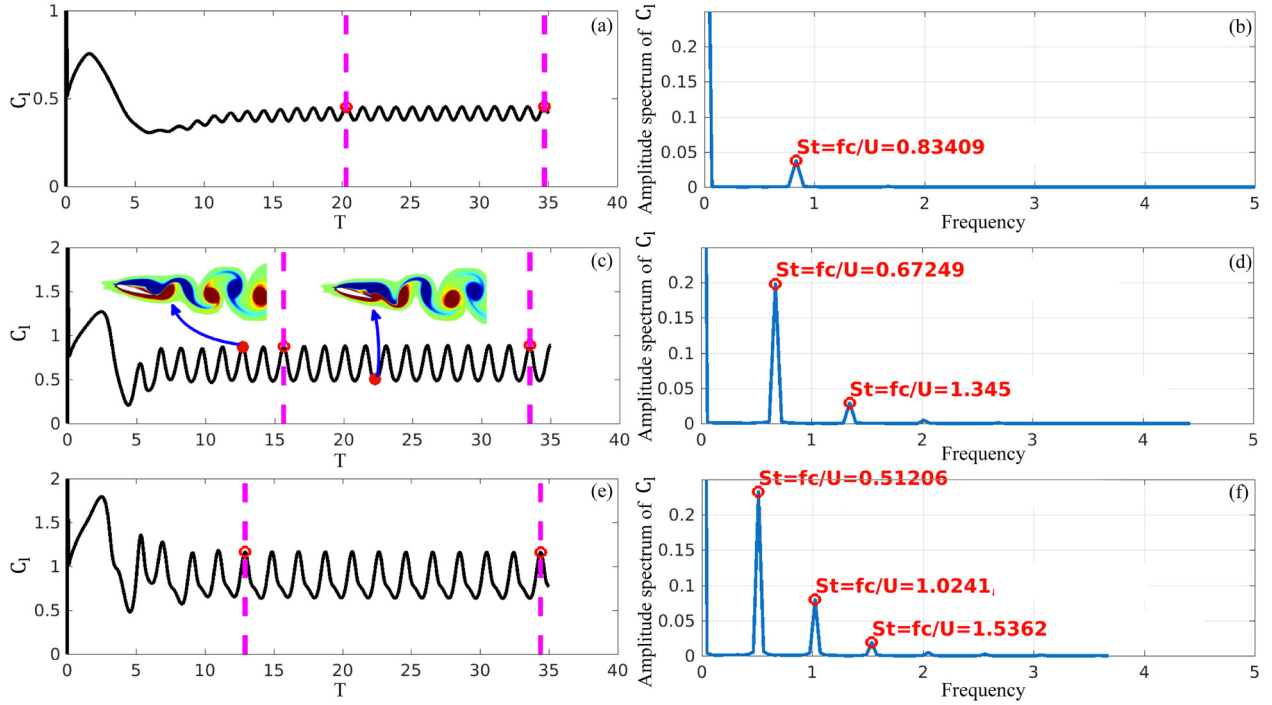 (a)
1
0.5
0
C_l
0 5 10 15 20 25 30 35 40
T
(b)
0.2
0.15
0.1
0.05
0
Amplitude spectrum of C_l
St=fc/U=0.83409
0 1 2 3 4 5
Frequency
(c)
2
1.5
1
0.5
0
C_l
0 5 10 15 20 25 30 35 40
T
(d)
0.2
0.15
0.1
0.05
0
Amplitude spectrum of C_l
St=fc/U=0.67249
St=fc/U=1.345
0 1 2 3 4 5
Frequency
(e)
2
1.5
1
0.5
0
C_l
0 5 10 15 20 25 30 35 40
T
(f)
0.2
0.15
0.1
0.05
0
Amplitude spectrum of C_l
St=fc/U=0.51206
St=fc/U=1.0241
St=fc/U=1.5362
0 1 2 3 4 5
Frequency